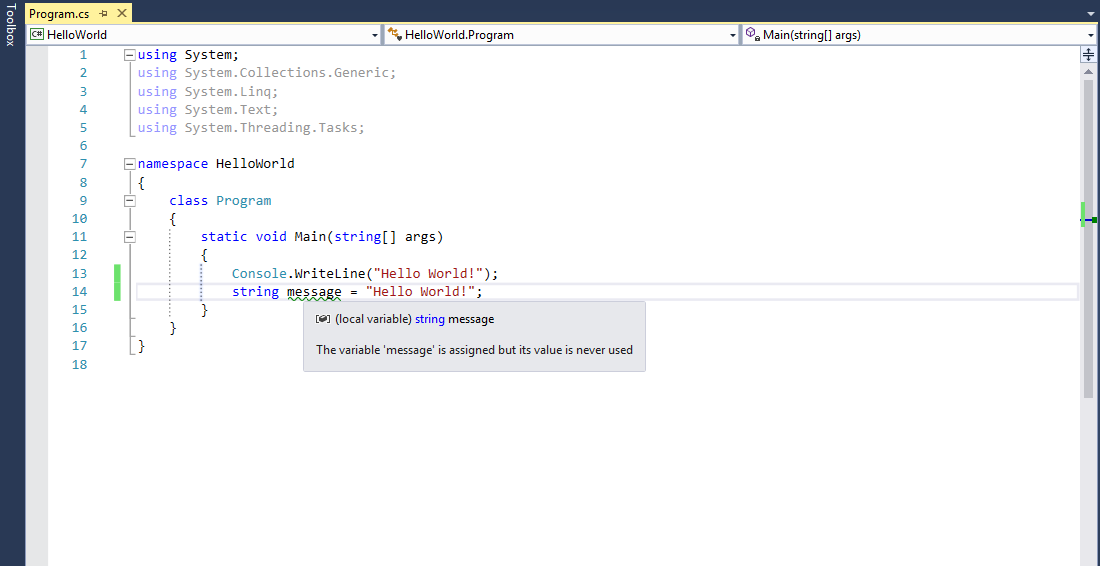 Toolbox
Program.cs
C# HelloWorld
HelloWorld.Program
Main(string[] args)
1 using System;
2 using System.Collections.Generic;
3 using System.Linq;
4 using System.Text;
5 using System.Threading.Tasks;
6
7 namespace HelloWorld
8 {
9 class Program
10 {
11 static void Main(string[] args)
12 {
13 Console.WriteLine("Hello World!");
14 string message = "Hello World!";
(local variable) string message
The variable 'message' is assigned but its value is never used
15 }
16 }
17 }
18